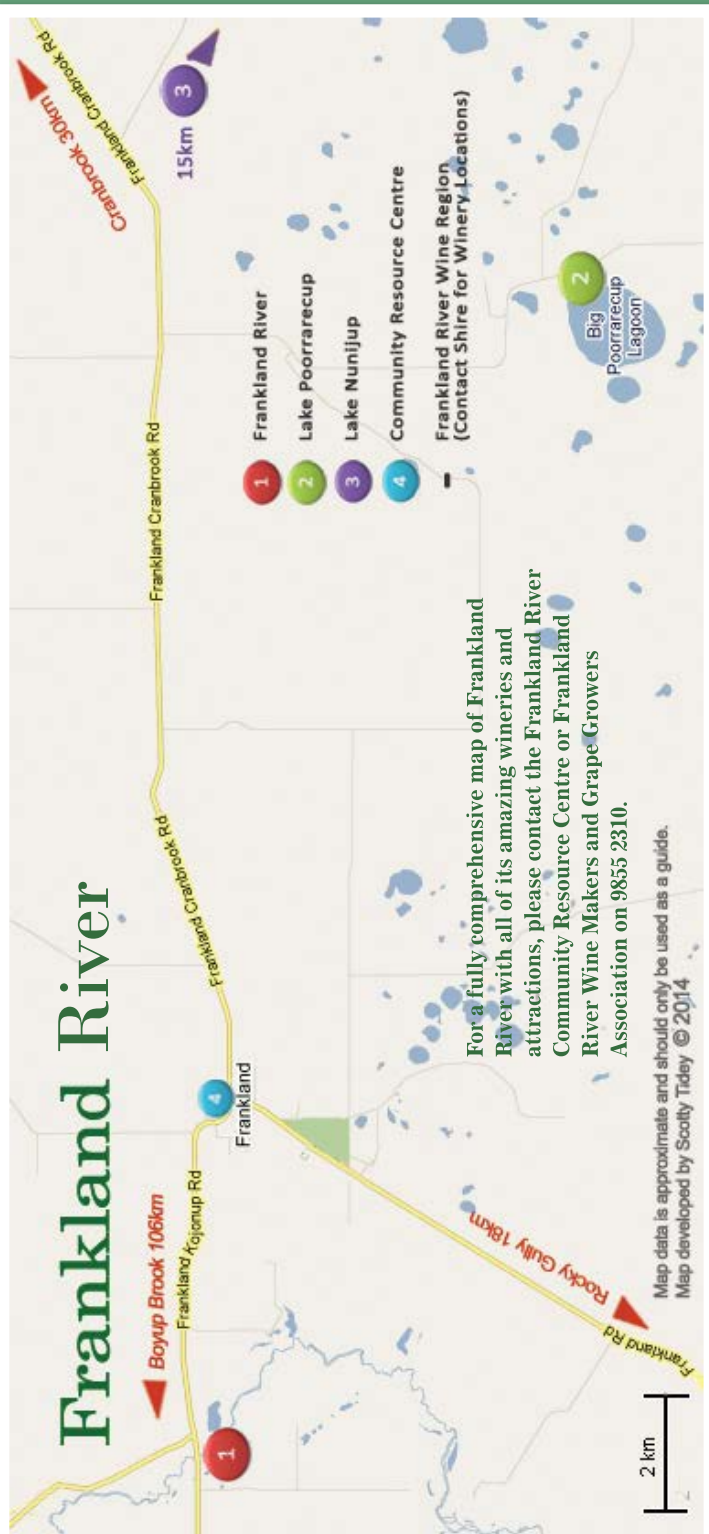 Frankland River
Boyup Brook 106km
Frankland Kojonup Rd
1
4
Frankland
Frankland Cranbrook Rd
Frankland Cranbrook Rd
Frankland Cranbrook Rd
Cranbrook 30km
15km
3
1 Frankland River
2 Lake Poorrarecup
3 Lake Nunijup
4 Community Resource Centre
Frankland River Wine Region
(Contact Shire for Winery Locations)
2
Big
Poorrarecup
Lagoon
For a fully comprehensive map of Frankland
River with all of its amazing wineries and
attractions, please contact the Frankland River
Community Resource Centre or Frankland
River Wine Makers and Grape Growers
Association on 9855 2310.
Rocky Gully 18km
Frankland Rd
2 km
Map data is approximate and should only be used as a guide.
Map developed by Scotty Tidey © 2014